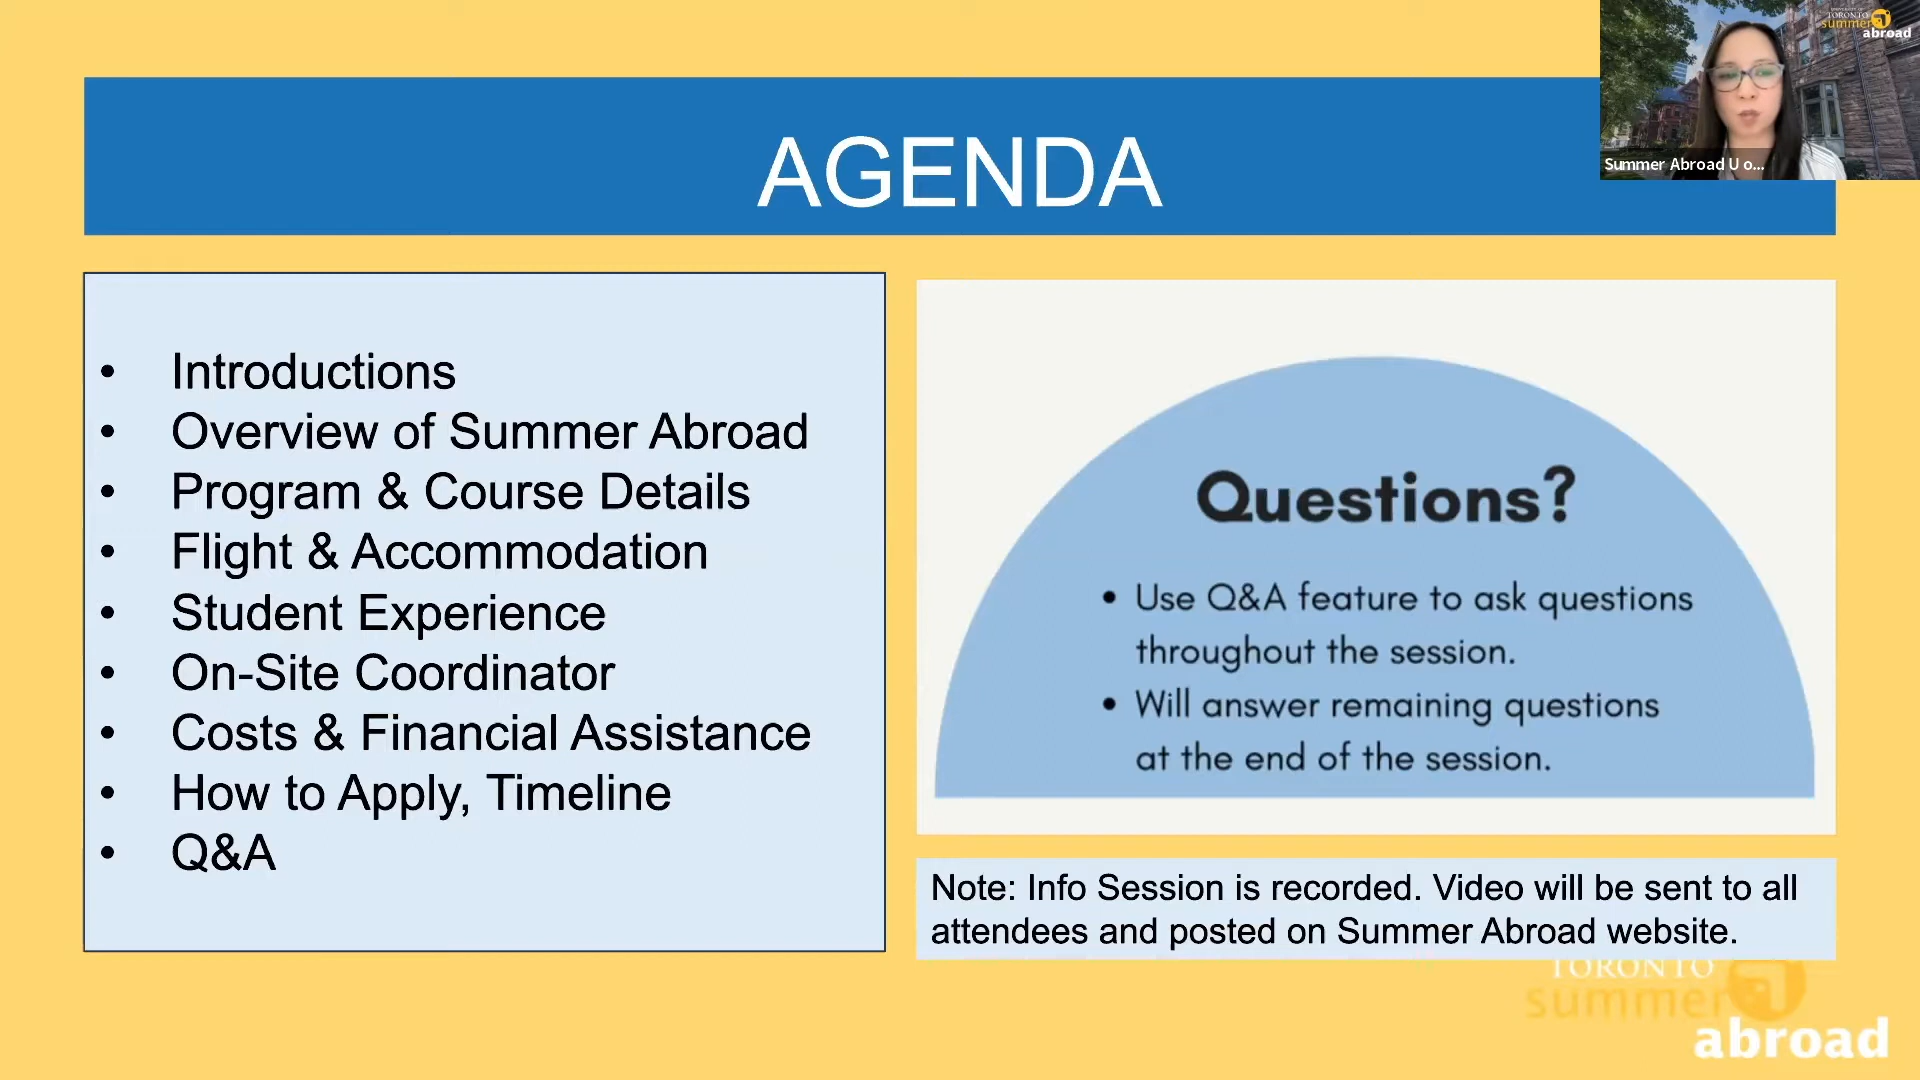 TORONTO
summer
abroad
Summer Abroad U o...
AGENDA
• Introductions
• Overview of Summer Abroad
• Program & Course Details
• Flight & Accommodation
• Student Experience
• On-Site Coordinator
• Costs & Financial Assistance
• How to Apply, Timeline
• Q&A
Questions?
• Use Q&A feature to ask questions
throughout the session.
• Will answer remaining questions
at the end of the session.
Note: Info Session is recorded. Video will be sent to all
attendees and posted on Summer Abroad website.
TORONTO
summer
abroad